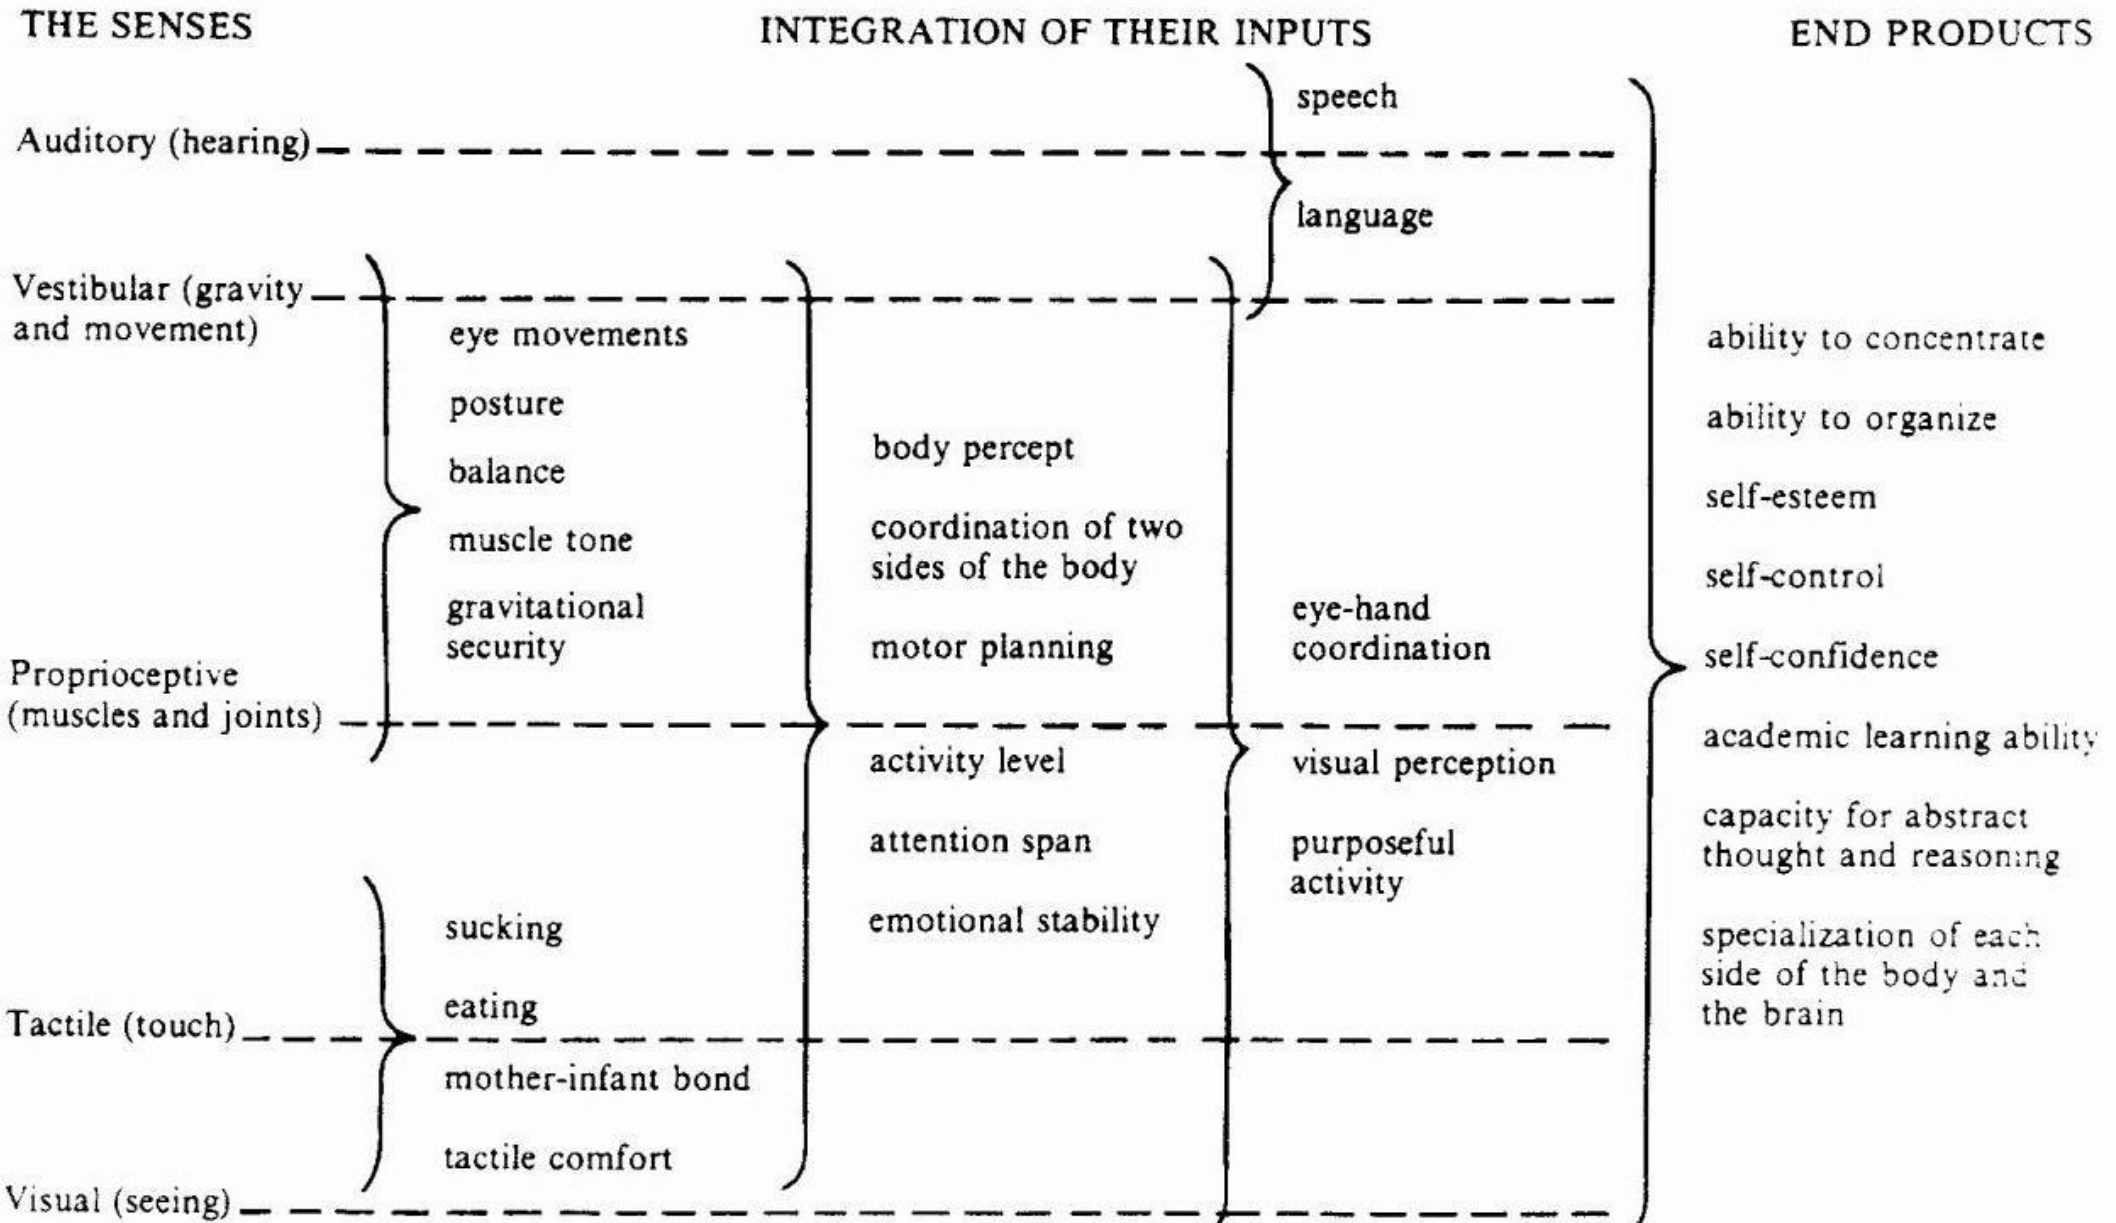 THE SENSES
INTEGRATION OF THEIR INPUTS
END PRODUCTS
Auditory (hearing)
speech
language
Vestibular (gravity
and movement)
eye movements
posture
balance
muscle tone
gravitational
security
Proprioceptive
(muscles and joints)
body percept
coordination of two
sides of the body
motor planning
activity level
attention span
emotional stability
eye-hand
coordination
visual perception
purposeful
activity
sucking
eating
Tactile (touch)
mother-infant bond
tactile comfort
Visual (seeing)
ability to concentrate
ability to organize
self-esteem
self-control
self-confidence
academic learning ability
capacity for abstract
thought and reasoning
specialization of each
side of the body and
the brain